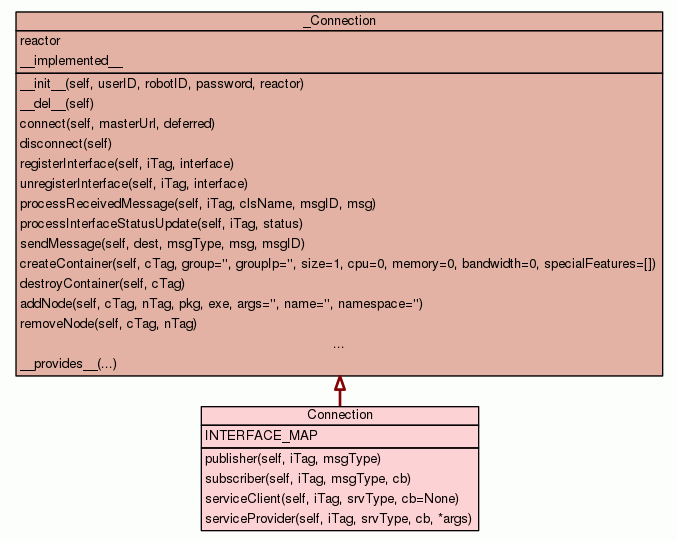 _Connection
reactor
__implemented__
__init__(self, userID, robotID, password, reactor)
__del__(self)
connect(self, masterUrl, deferred)
disconnect(self)
registerInterface(self, iTag, interface)
unregisterInterface(self, iTag, interface)
processReceivedMessage(self, iTag, clsName, msgID, msg)
processInterfaceStatusUpdate(self, iTag, status)
sendMessage(self, dest, msgType, msg, msgID)
createContainer(self, cTag, group='', groupIp='', size=1, cpu=0, memory=0, bandwidth=0, specialFeatures=[])
destroyContainer(self, cTag)
addNode(self, cTag, nTag, pkg, exe, args='', name='', namespace='')
removeNode(self, cTag, nTag)
...
__provides__(...)
Connection
INTERFACE_MAP
publisher(self, iTag, msgType)
subscriber(self, iTag, msgType, cb)
serviceClient(self, iTag, srvType, cb=None)
serviceProvider(self, iTag, srvType, cb, *args)